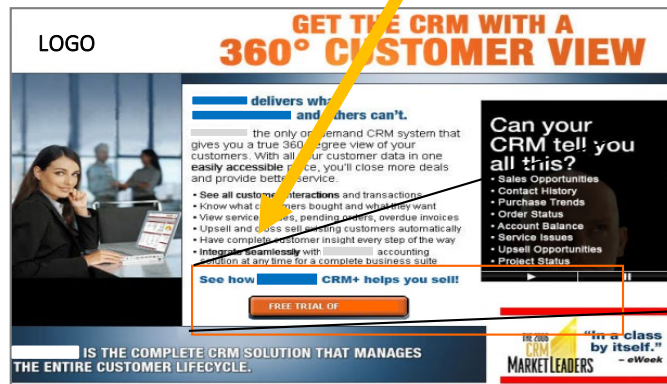 LOGO
GET THE CRM WITH A
360° CUSTOMER VIEW
delivers what
and others can't.
the only on-demand CRM system that
gives you a true 360-degree view of your
customers. With all your customer data in one
easily accessible place, you'll close more deals
and provide better service.
• See all customer interactions and transactions
• Know what customers bought and what they want
• View service issues, pending orders, overdue invoices
• Upsell and cross sell existing customers automatically
• Have complete customer insight every step of the way
• Integrate seamlessly with accounting
solution at any time for a complete business suite
See how CRM+ helps you sell!
FREE TRIAL OF
Can your
CRM tell you
all this?
• Sales Opportunities
• Contact History
• Purchase Trends
• Order Status
• Account Balance
• Service Issues
• Upsell Opportunities
• Project Status
IS THE COMPLETE CRM SOLUTION THAT MANAGES
THE ENTIRE CUSTOMER LIFECYCLE.
THE 2005
CRM
MARKET LEADERS
"in a class
by itself."
– eWeek